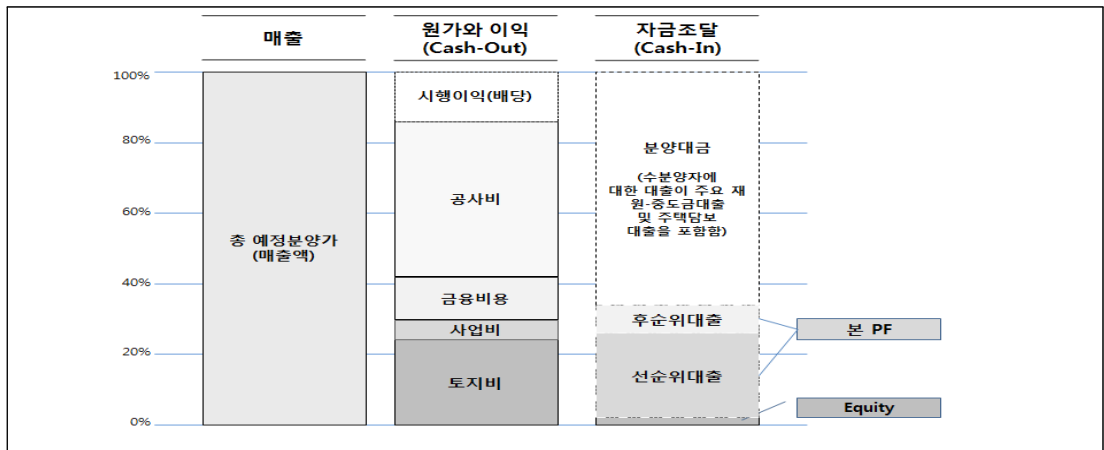 매출
원가와 이익
(Cash-Out)
자금조달
(Cash-In)
100%
80%
60%
40%
20%
0%
총 예정분양가
(매출액)
시행이익(배당)
공사비
금융비용
사업비
토지비
분양대금
(수분양자에
대한 대출이 주요 재
원-중도금대출
및 주택담보
대출을 포함함)
후순위대출
선순위대출
본 PF
Equity